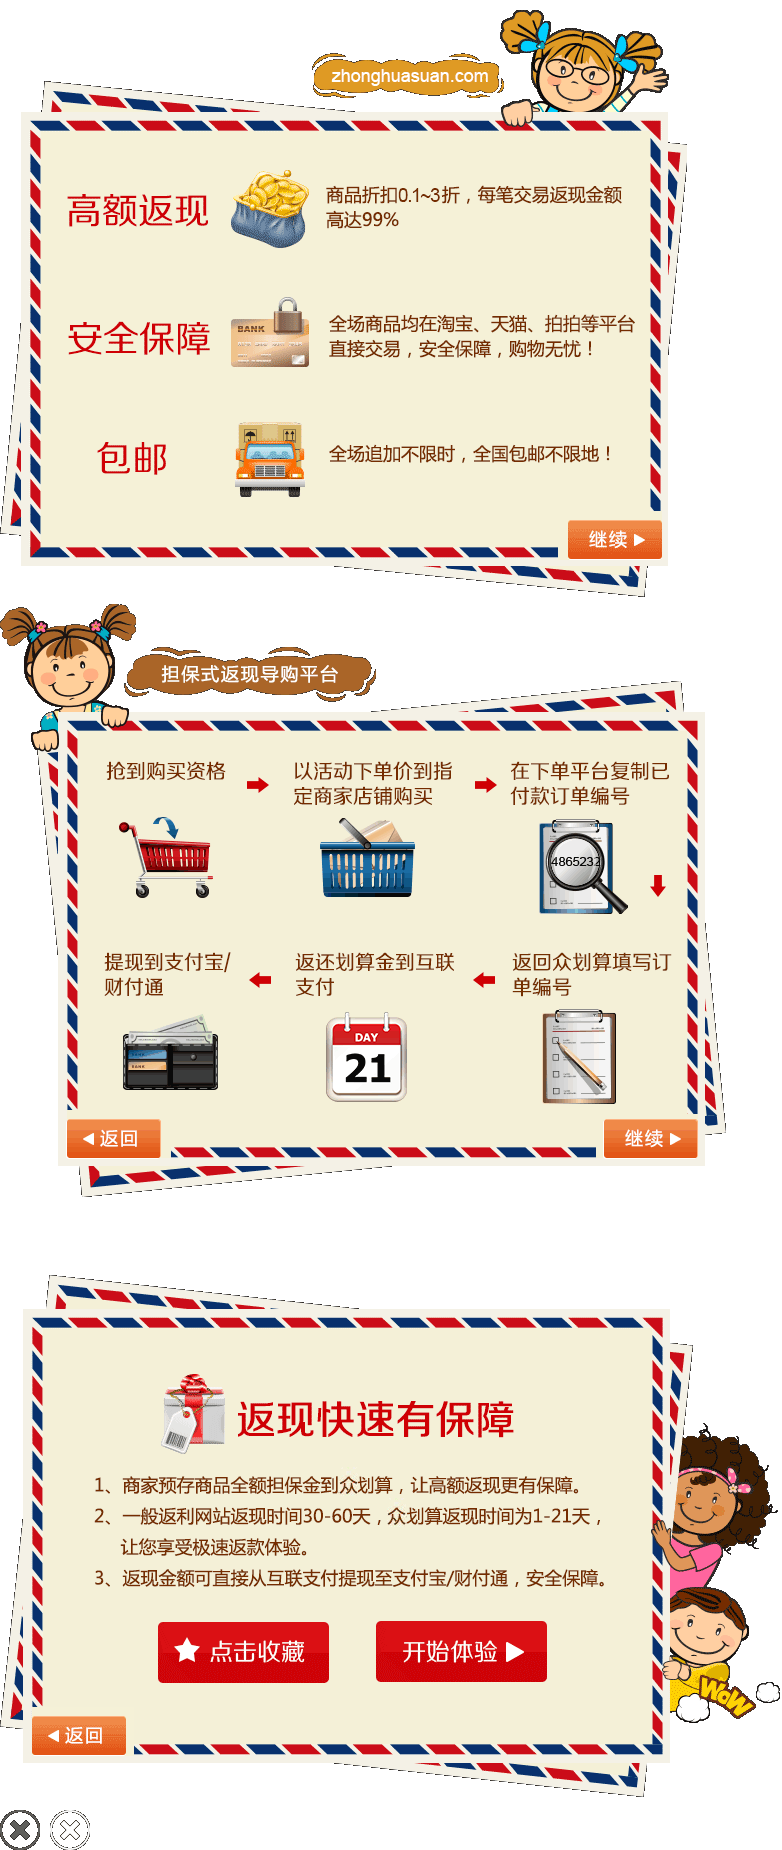 zhonghuasuan.com
高额返现
商品折扣0.1~3折，每笔交易返现金额
高达99%
安全保障
BANK
全场商品均在淘宝、天猫、拍拍等平台
直接交易，安全保障，购物无忧！
包邮
全场追加不限时，全国包邮不限地！
继续
担保式返现导购平台
抢到购买资格
以活动下单价到指
定商家店铺购买
在下单平台复制已
付款订单编号
4865232
提现到支付宝/
财付通
返还划算金到互联
支付
返回众划算填写订
单编号
BANK
BANK
DAY
21
返回
继续
返现快速有保障
1、商家预存商品全额担保金到众划算，让高额返现更有保障。
2、一般返利网站返现时间30-60天，众划算返现时间为1-21天，
让您享受极速返款体验。
3、返现金额可直接从互联支付提现至支付宝/财付通，安全保障。
点击收藏
开始体验
WOW
返回